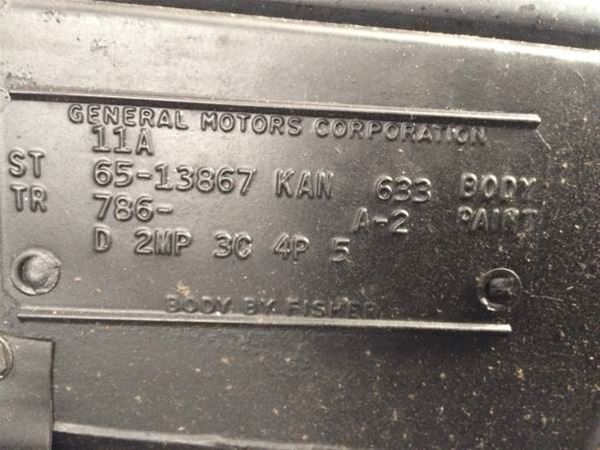 GENERAL MOTORS CORPORATION
11A
ST 65-13867 KAN 633 BODY
TR 786- A-2 PAINT
D 2MP 3C 4P 5
BODY BY FISHER